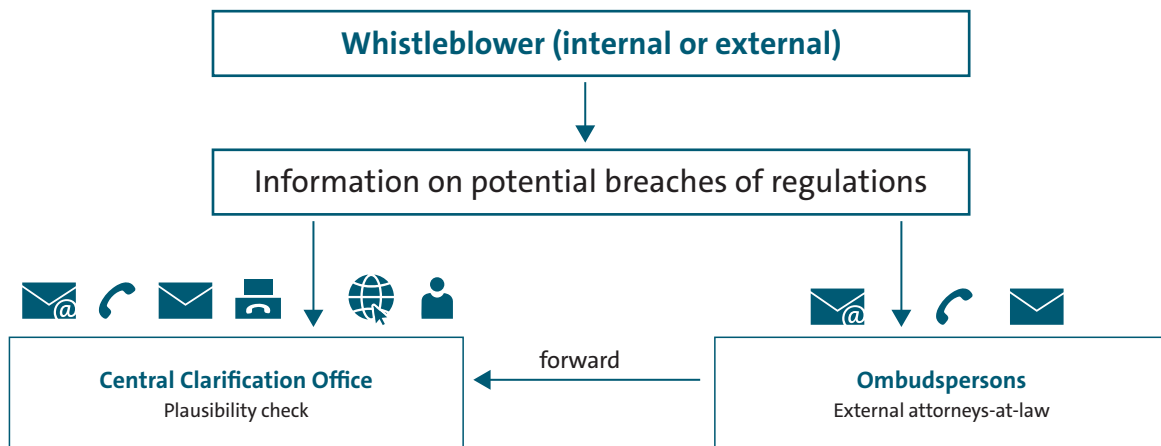 Whistleblower (internal or external)
Information on potential breaches of regulations
@
@
forward
Central Clarification Office
Plausibility check
Ombudspersons
External attorneys-at-law